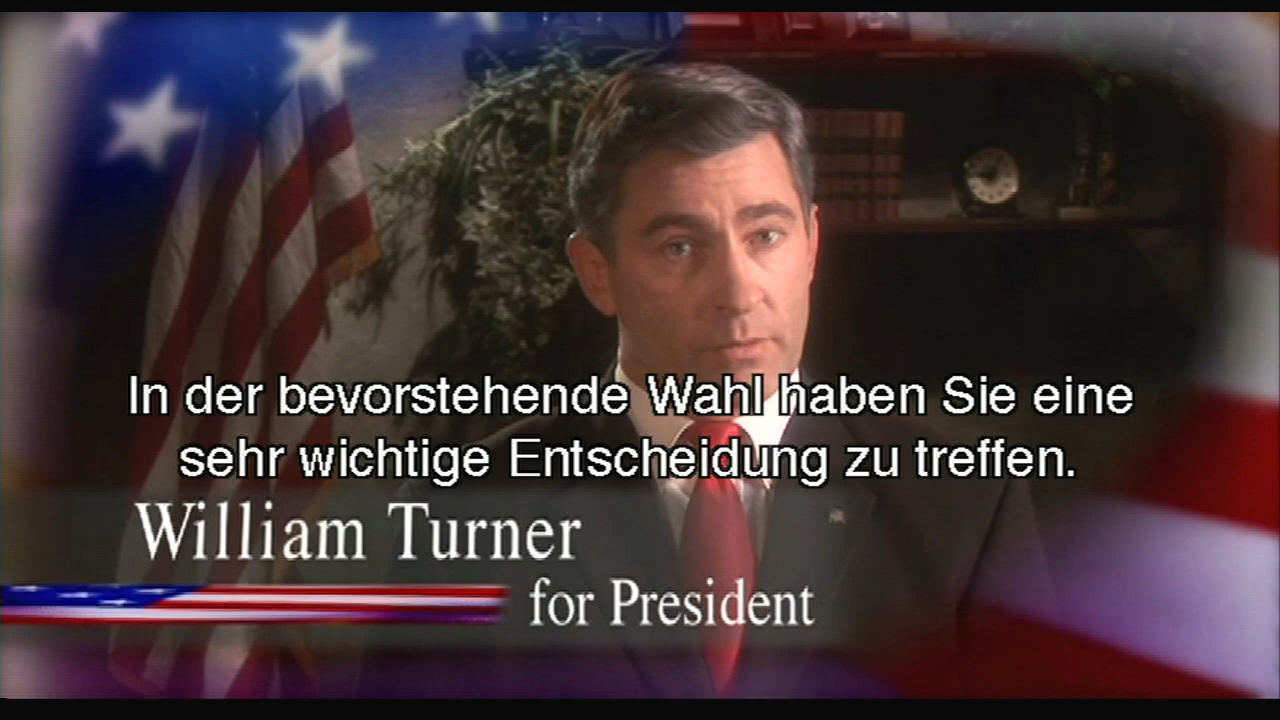 In der bevorstehende Wahl haben Sie eine
sehr wichtige Entscheidung zu treffen.
William Turner
for President